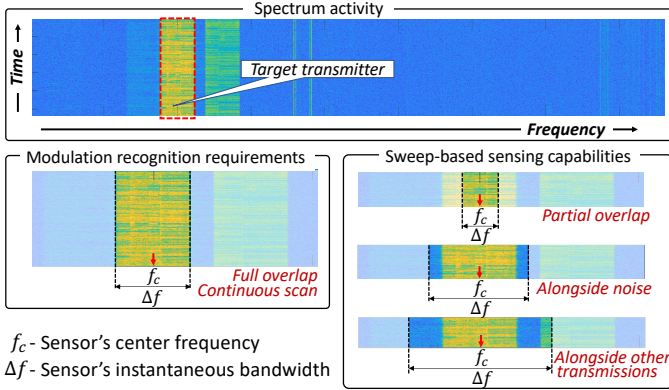 Spectrum activity
Time
Target transmitter
Frequency
Modulation recognition requirements
f_c
Δf
Full overlap
Continuous scan
f_c - Sensor's center frequency
Δf - Sensor's instantaneous bandwidth
Sweep-based sensing capabilities
f_c
Δf
Partial overlap
f_c
Δf
Alongside noise
f_c
Δf
Alongside other
transmissions